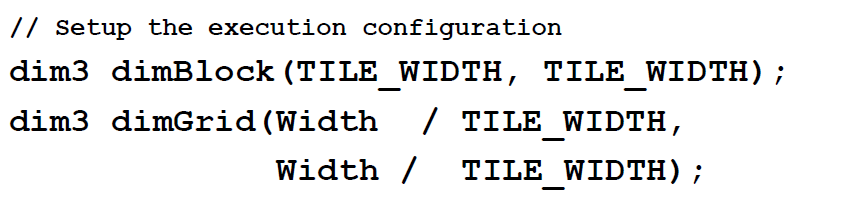 // Setup the execution configuration
dim3 dimBlock(TILE_WIDTH, TILE_WIDTH);
dim3 dimGrid(Width  / TILE_WIDTH,
             Width /  TILE_WIDTH);